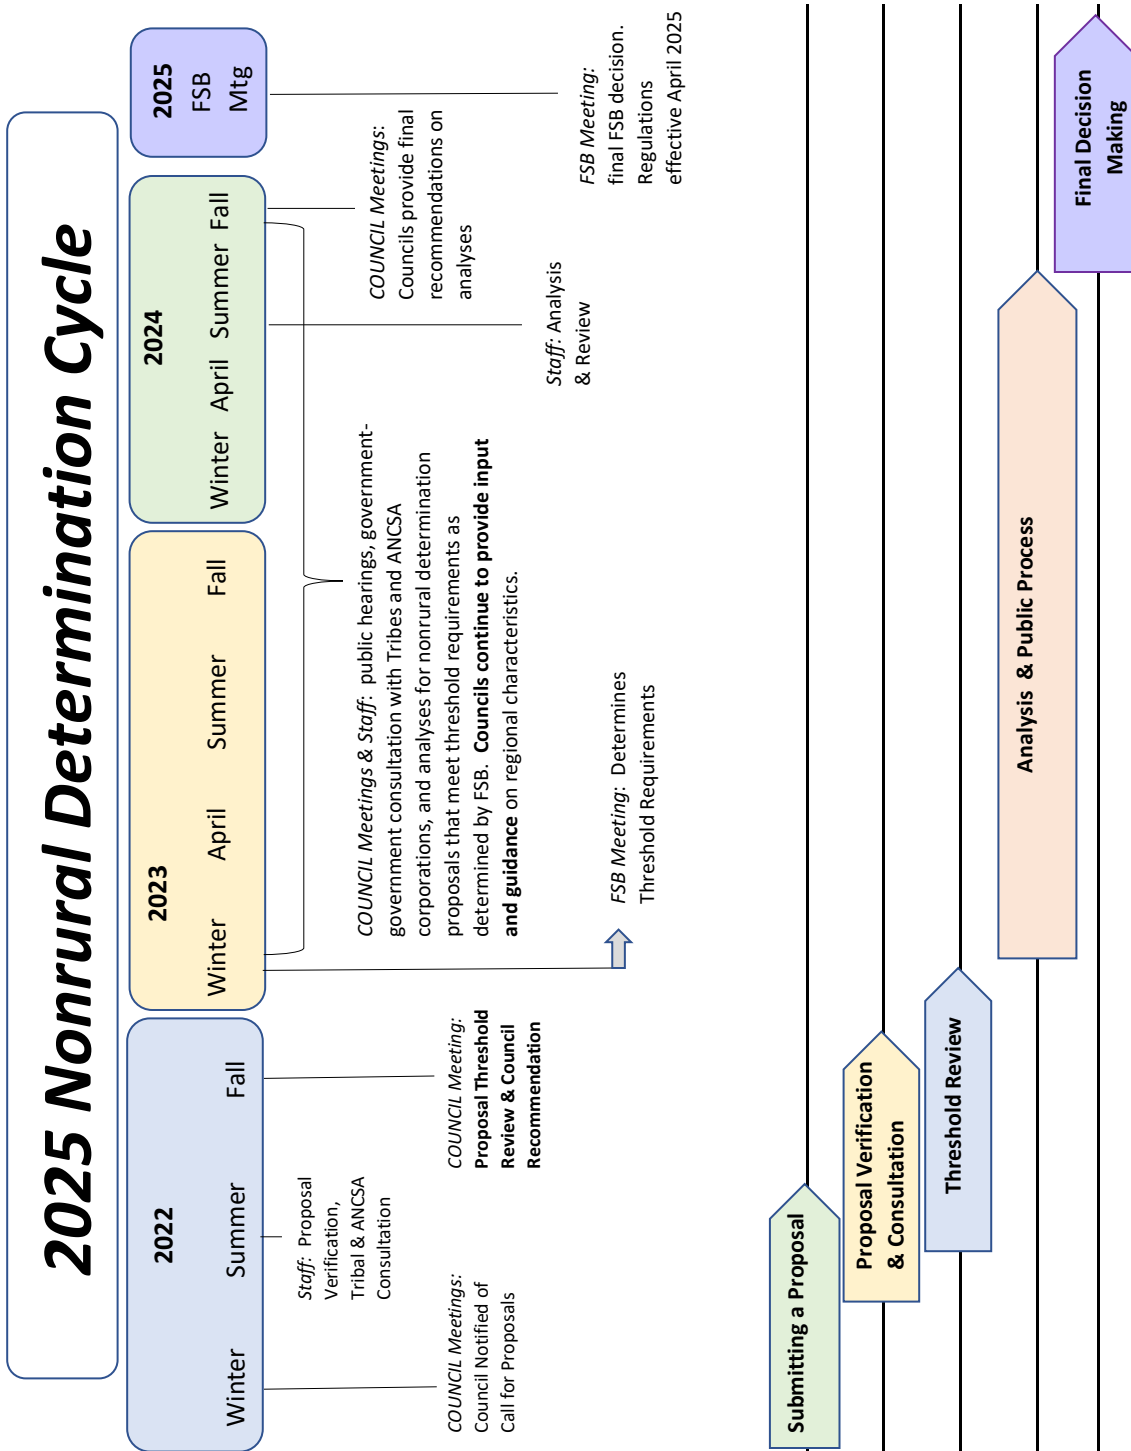 2025 Nonrural Determination Cycle
2022
Winter Summer Fall
2023
Winter April Summer Fall
2024
Winter April Summer Fall
2025
FSB
Mtg
COUNCIL Meetings:
Council Notified of
Call for Proposals
Staff: Proposal
Verification,
Tribal & ANCSA
Consultation
COUNCIL Meeting:
Proposal Threshold
Review & Council
Recommendation
FSB Meeting: Determines
Threshold Requirements
COUNCIL Meetings & Staff: public hearings, government-
government consultation with Tribes and ANCSA
corporations, and analyses for nonrural determination
proposals that meet threshold requirements as
determined by FSB. Councils continue to provide input
and guidance on regional characteristics.
Staff: Analysis
& Review
COUNCIL Meetings:
Councils provide final
recommendations on
analyses
FSB Meeting:
final FSB decision.
Regulations
effective April 2025
Submitting a Proposal
Proposal Verification
& Consultation
Threshold Review
Analysis & Public Process
Final Decision
Making